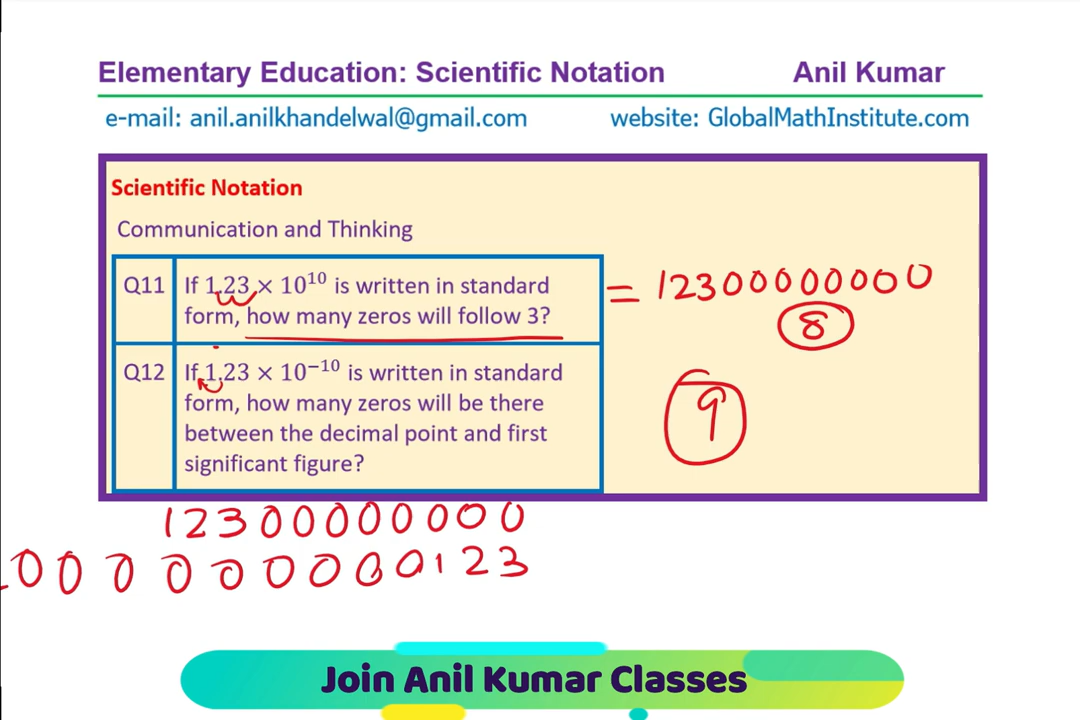 Elementary Education: Scientific Notation Anil Kumar
e-mail: anil.anilkhandelwal@gmail.com website: GlobalMathInstitute.com
Scientific Notation
Communication and Thinking
Q11 If 1.23 × 10¹⁰ is written in standard
form, how many zeros will follow 3?
= 12300000000
8
Q12 If 1.23 × 10⁻¹⁰ is written in standard
form, how many zeros will be there
between the decimal point and first
significant figure?
9
12300000000
000000000123
Join Anil Kumar Classes